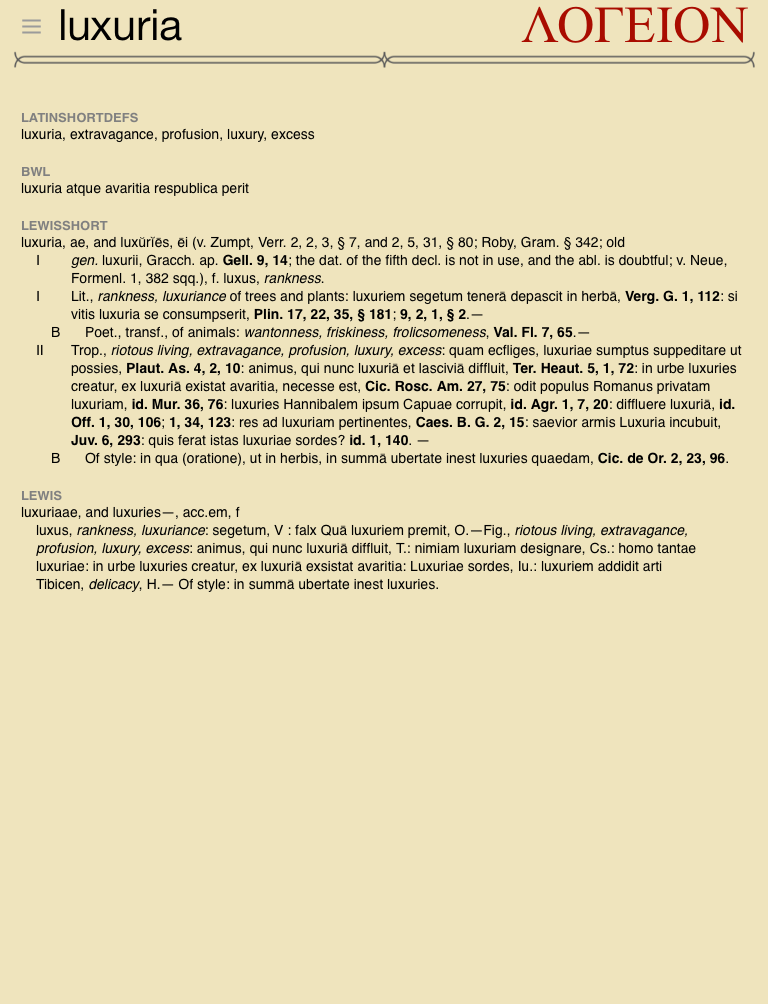 luxuria
ΛΟΓΕΙΟΝ
LATINSHORTDEFS
luxuria, extravagance, profusion, luxury, excess
BWL
luxuria atque avaritia respublica perit
LEWISSHORT
luxuria, ae, and luxŭrĭēs, ēi (v. Zumpt, Verr. 2, 2, 3, § 7, and 2, 5, 31, § 80; Roby, Gram. § 342; old
I gen. luxurii, Gracch. ap. Gell. 9, 14; the dat. of the fifth decl. is not in use, and the abl. is doubtful; v. Neue,
Formenl. 1, 382 sqq.), f. luxus, rankness.
I Lit., rankness, luxuriance of trees and plants: luxuriem segetum tenerā depascit in herbā, Verg. G. 1, 112: si
vitis luxuria se consumpserit, Plin. 17, 22, 35, § 181; 9, 2, 1, § 2.—
B Poet., transf., of animals: wantonness, friskiness, frolicsomeness, Val. Fl. 7, 65.—
II Trop., riotous living, extravagance, profusion, luxury, excess: quam ecfliges, luxuriae sumptus suppeditare ut
possies, Plaut. As. 4, 2, 10: animus, qui nunc luxuriā et lasciviā diffluit, Ter. Heaut. 5, 1, 72: in urbe luxuries
creatur, ex luxuriā existat avaritia, necesse est, Cic. Rosc. Am. 27, 75: odit populus Romanus privatam
luxuriam, id. Mur. 36, 76: luxuries Hannibalem ipsum Capuae corrupit, id. Agr. 1, 7, 20: diffluere luxuriā, id.
Off. 1, 30, 106; 1, 34, 123: res ad luxuriam pertinentes, Caes. B. G. 2, 15: saevior armis Luxuria incubuit,
Juv. 6, 293: quis ferat istas luxuriae sordes? id. 1, 140. —
B Of style: in qua (oratione), ut in herbis, in summā ubertate inest luxuries quaedam, Cic. de Or. 2, 23, 96.
LEWIS
luxuriaae, and luxuries—, acc.em, f
luxus, rankness, luxuriance: segetum, V : falx Quā luxuriem premit, O.—Fig., riotous living, extravagance,
profusion, luxury, excess: animus, qui nunc luxuriā diffluit, T.: nimiam luxuriam designare, Cs.: homo tantae
luxuriae: in urbe luxuries creatur, ex luxuriā exsistat avaritia: Luxuriae sordes, Iu.: luxuriem addidit arti
Tibicen, delicacy, H.— Of style: in summā ubertate inest luxuries.